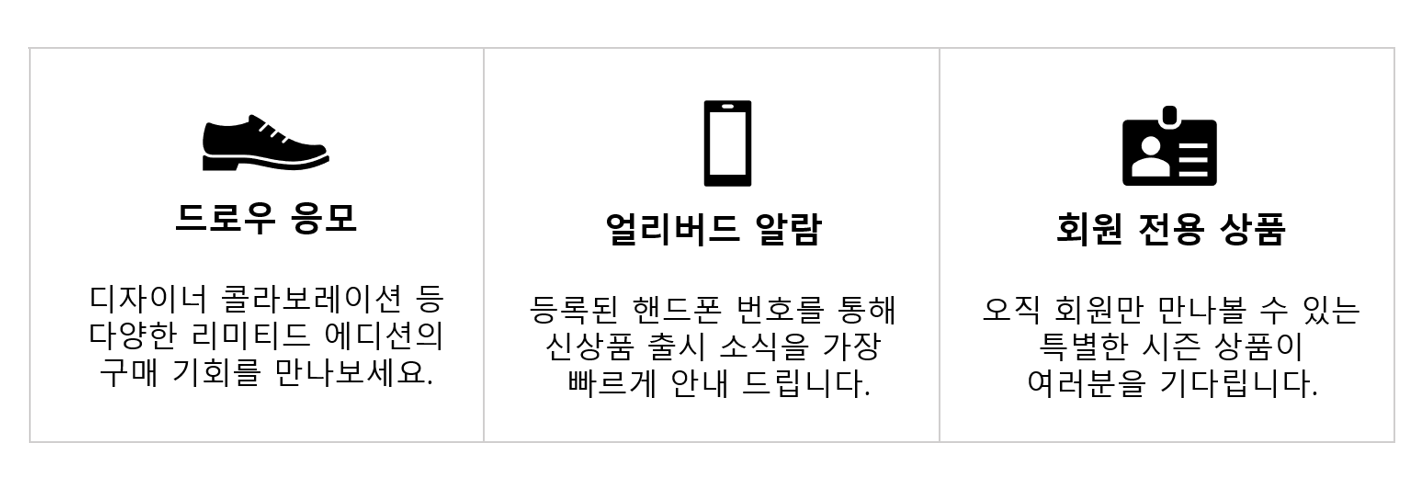 드로우 응모
디자이너 콜라보레이션 등
다양한 리미티드 에디션의
구매 기회를 만나보세요.
얼리버드 알람
등록된 핸드폰 번호를 통해
신상품 출시 소식을 가장
빠르게 안내 드립니다.
회원 전용 상품
오직 회원만 만나볼 수 있는
특별한 시즌 상품이
여러분을 기다립니다.